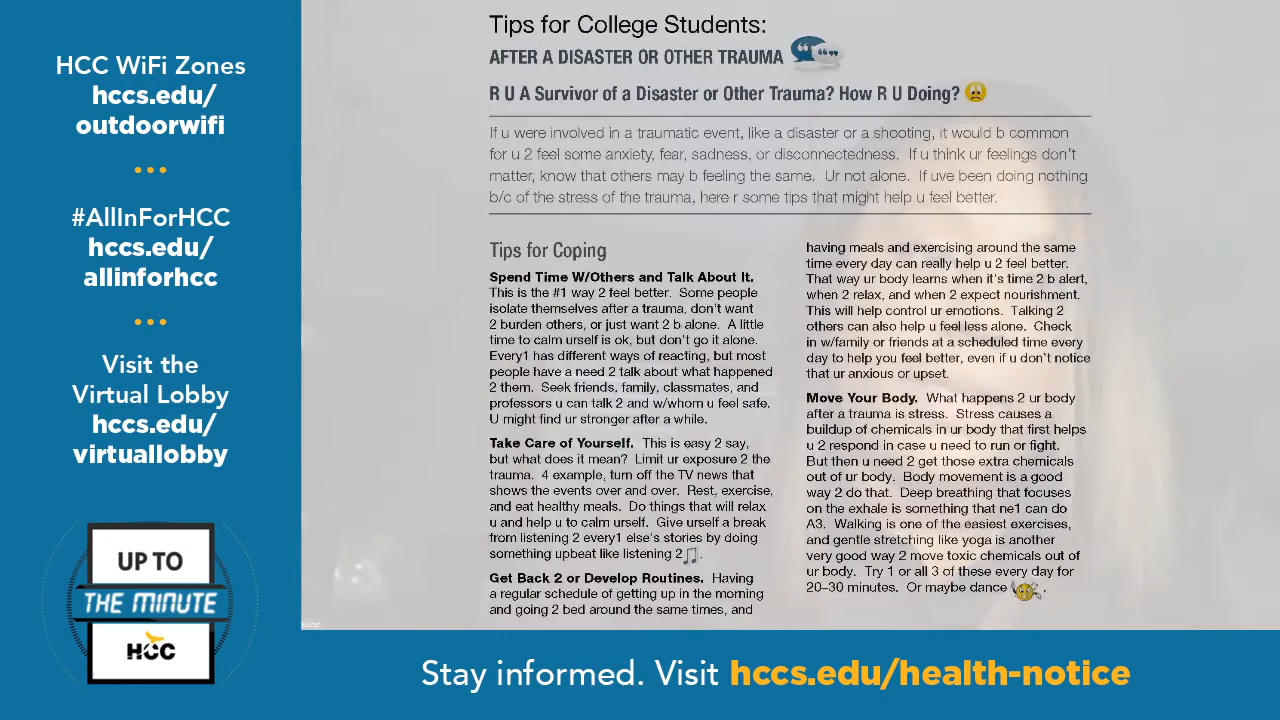 HCC WiFi Zones
hccs.edu/
outdoorwifi
#AllInForHCC
hccs.edu/
allinforhcc
Visit the
Virtual Lobby
hccs.edu/
virtuallobby
UP TO
THE MINUTE
HCC
Tips for College Students:
AFTER A DISASTER OR OTHER TRAUMA
R U A Survivor of a Disaster or Other Trauma? How R U Doing?
If u were involved in a traumatic event, like a disaster or a shooting, it would b common
for u 2 feel some anxiety, fear, sadness, or disconnectedness. If u think ur feelings don't
matter, know that others may b feeling the same. Ur not alone. If uve been doing nothing
b/c of the stress of the trauma, here r some tips that might help u feel better.
Tips for Coping
Spend Time W/Others and Talk About It.
This is the #1 way 2 feel better. Some people
isolate themselves after a trauma, don't want
2 burden others, or just want 2 b alone. A little
time to calm urself is ok, but don't go it alone.
Every1 has different ways of reacting, but most
people have a need 2 talk about what happened
2 them. Seek friends, family, classmates, and
professors u can talk 2 and w/whom u feel safe.
U might find ur stronger after a while.
Take Care of Yourself. This is easy 2 say,
but what does it mean? Limit ur exposure 2 the
trauma. 4 example, turn off the TV news that
shows the events over and over. Rest, exercise,
and eat healthy meals. Do things that will relax
u and help u to calm urself. Give urself a break
from listening 2 every1 else's stories by doing
something upbeat like listening 2 .
Get Back 2 or Develop Routines. Having
a regular schedule of getting up in the morning
and going 2 bed around the same times, and
having meals and exercising around the same
time every day can really help u 2 feel better.
That way ur body learns when it's time 2 b alert,
when 2 relax, and when 2 expect nourishment.
This will help control ur emotions. Talking 2
others can also help u feel less alone. Check
in w/family or friends at a scheduled time every
day to help you feel better, even if u don't notice
that ur anxious or upset.
Move Your Body. What happens 2 ur body
after a trauma is stress. Stress causes a
buildup of chemicals in ur body that first helps
u 2 respond in case u need to run or fight.
But then u need 2 get those extra chemicals
out of ur body. Body movement is a good
way 2 do that. Deep breathing that focuses
on the exhale is something that ne1 can do
A3. Walking is one of the easiest exercises,
and gentle stretching like yoga is another
very good way 2 move toxic chemicals out of
ur body. Try 1 or all 3 of these every day for
20–30 minutes. Or maybe dance .
Stay informed. Visit hccs.edu/health-notice